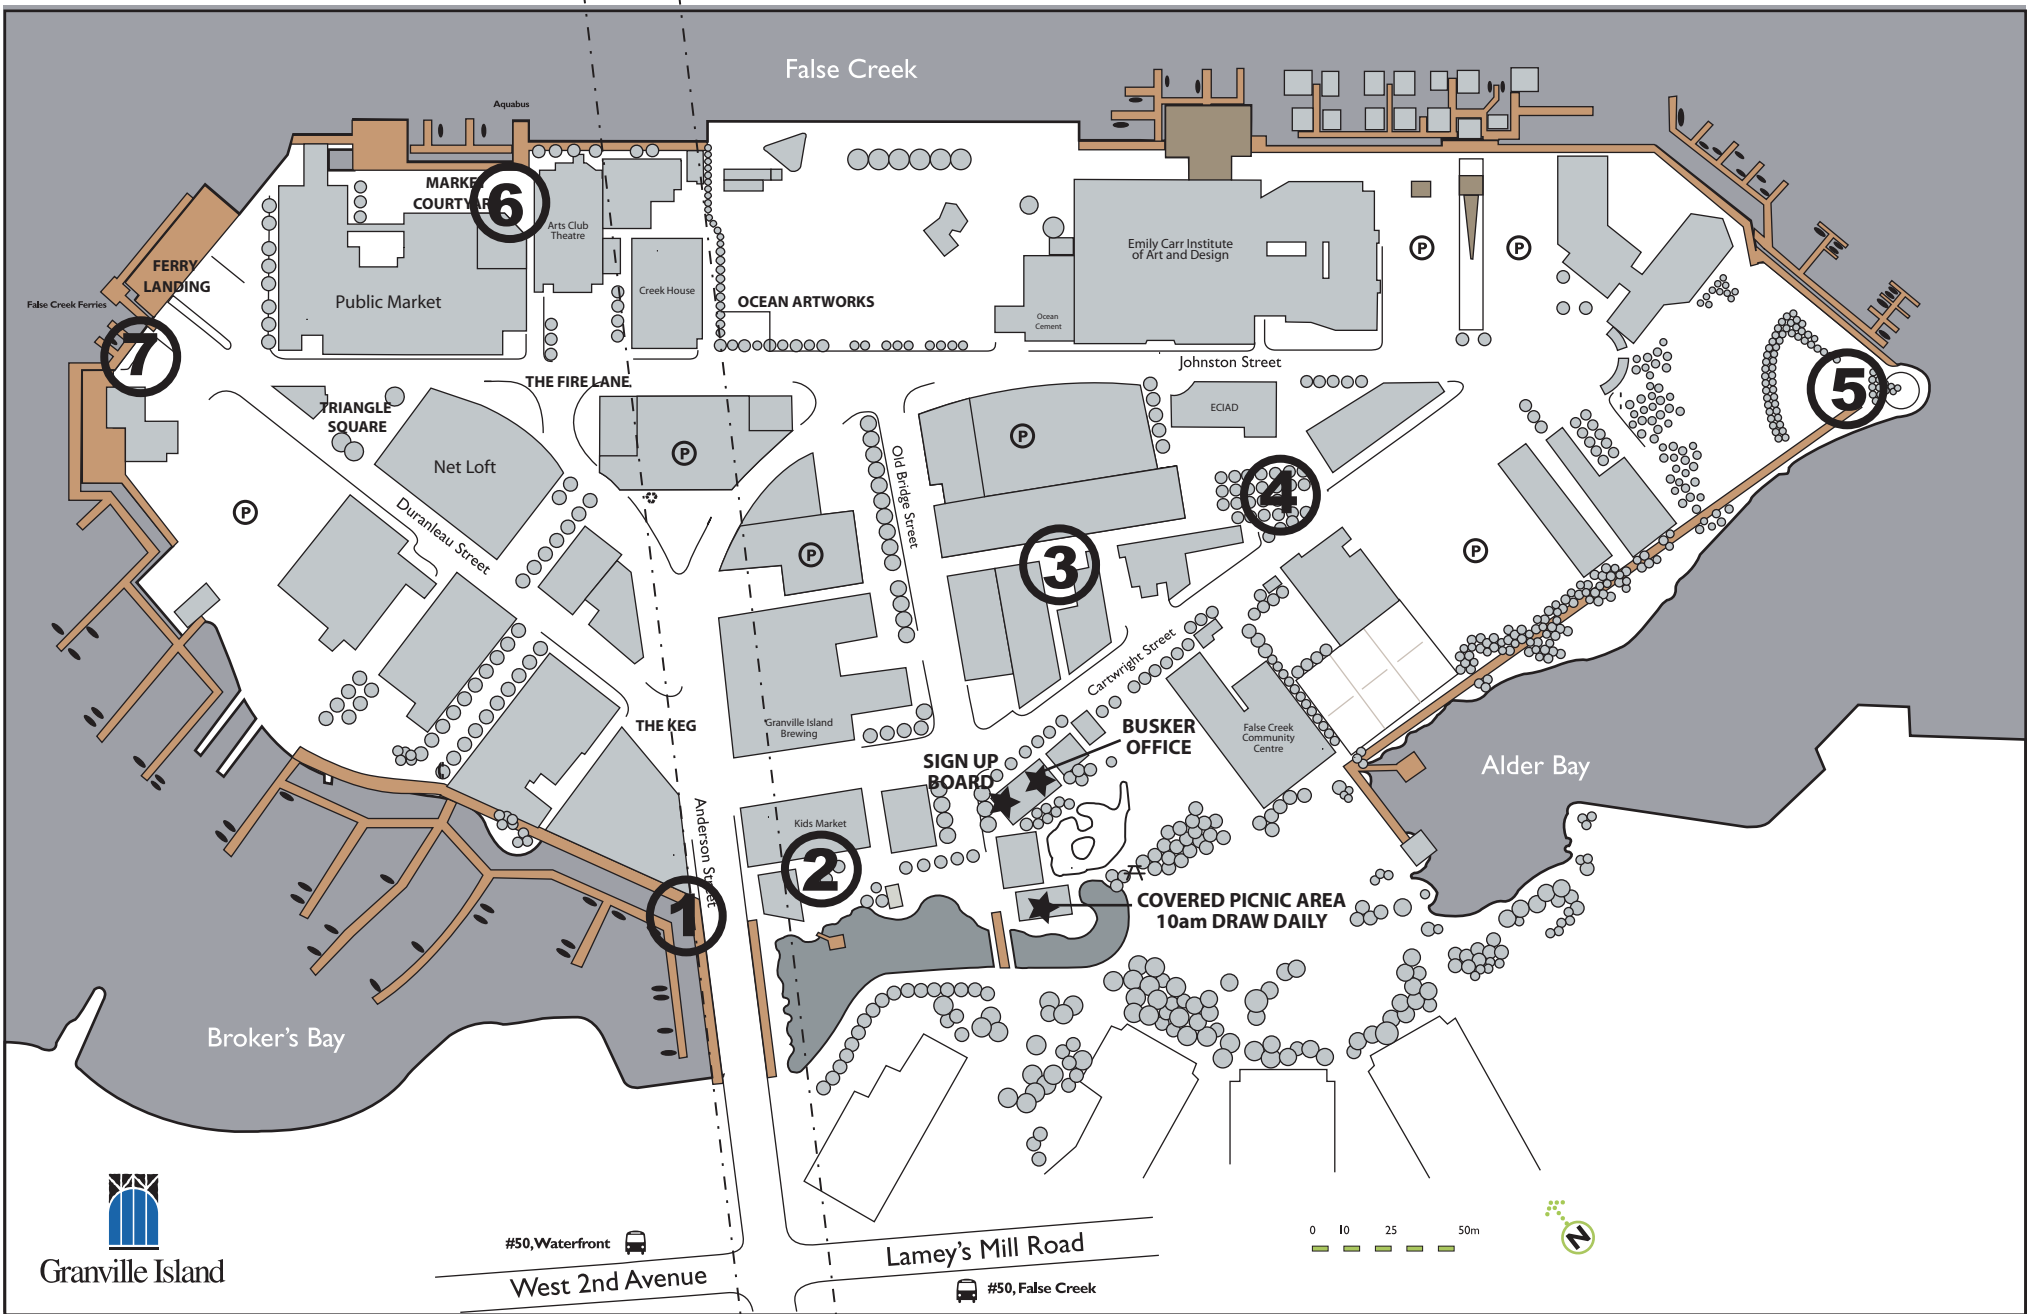 False Creek
Aquabus
MARKET
COURTYARD
6
Arts Club
Theatre
Emily Carr Institute
of Art and Design
P
P
FERRY
LANDING
False Creek Ferries
Public Market
Creek House
OCEAN ARTWORKS
Ocean
Cement
7
Johnston Street
5
THE FIRE LANE
TRIANGLE
SQUARE
ECIAD
Net Loft
P
P
Old Bridge Street
4
P
Duranleau Street
P
3
P
Cartwright Street
THE KEG
Granville Island
Brewing
BUSKER
OFFICE
False Creek
Community
Centre
SIGN UP
BOARD
Alder Bay
Anderson Street
Kids Market
2
1
COVERED PICNIC AREA
10am DRAW DAILY
Broker's Bay
Granville Island
#50, Waterfront
West 2nd Avenue
Lamey's Mill Road
#50, False Creek
0 10 25 50m
N